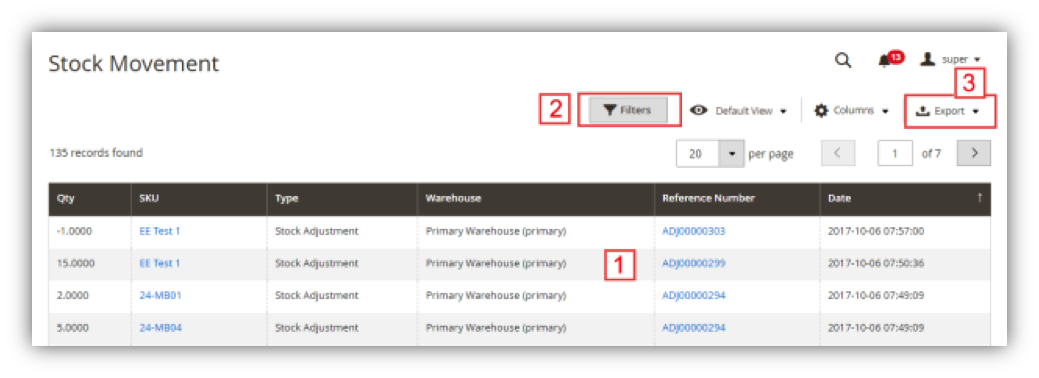 Stock Movement
13
super
3
2
Filters
Default View
Columns
Export
135 records found
20
per page
1
of 7
Qty SKU Type Warehouse Reference Number Date ↑
-1.0000 EE Test 1 Stock Adjustment Primary Warehouse (primary) ADJ00000303 2017-10-06 07:57:00
15.0000 EE Test 1 Stock Adjustment Primary Warehouse (primary) 1 ADJ00000299 2017-10-06 07:50:36
2.0000 24-MB01 Stock Adjustment Primary Warehouse (primary) ADJ00000294 2017-10-06 07:49:09
5.0000 24-MB04 Stock Adjustment Primary Warehouse (primary) ADJ00000294 2017-10-06 07:49:09